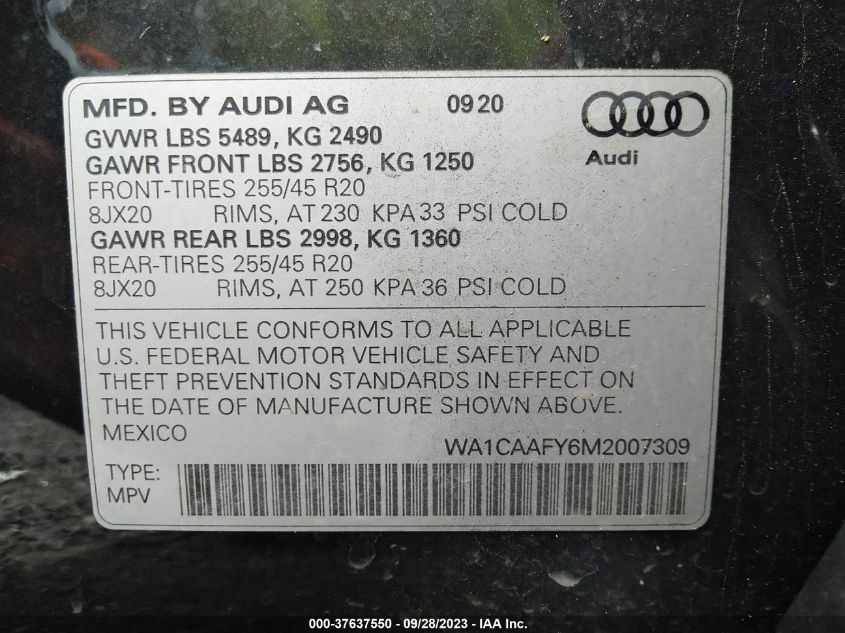 MFD. BY AUDI AG 09 20
GVWR LBS 5489, KG 2490
GAWR FRONT LBS 2756, KG 1250
Audi
FRONT-TIRES 255/45 R20
8JX20 RIMS, AT 230 KPA 33 PSI COLD
GAWR REAR LBS 2998, KG 1360
REAR-TIRES 255/45 R20
8JX20 RIMS, AT 250 KPA 36 PSI COLD
THIS VEHICLE CONFORMS TO ALL APPLICABLE
U.S. FEDERAL MOTOR VEHICLE SAFETY AND
THEFT PREVENTION STANDARDS IN EFFECT ON
THE DATE OF MANUFACTURE SHOWN ABOVE.
MEXICO
WA1CAAFY6M2007309
TYPE:
MPV
000-37637550 - 09/28/2023 - IAA Inc.